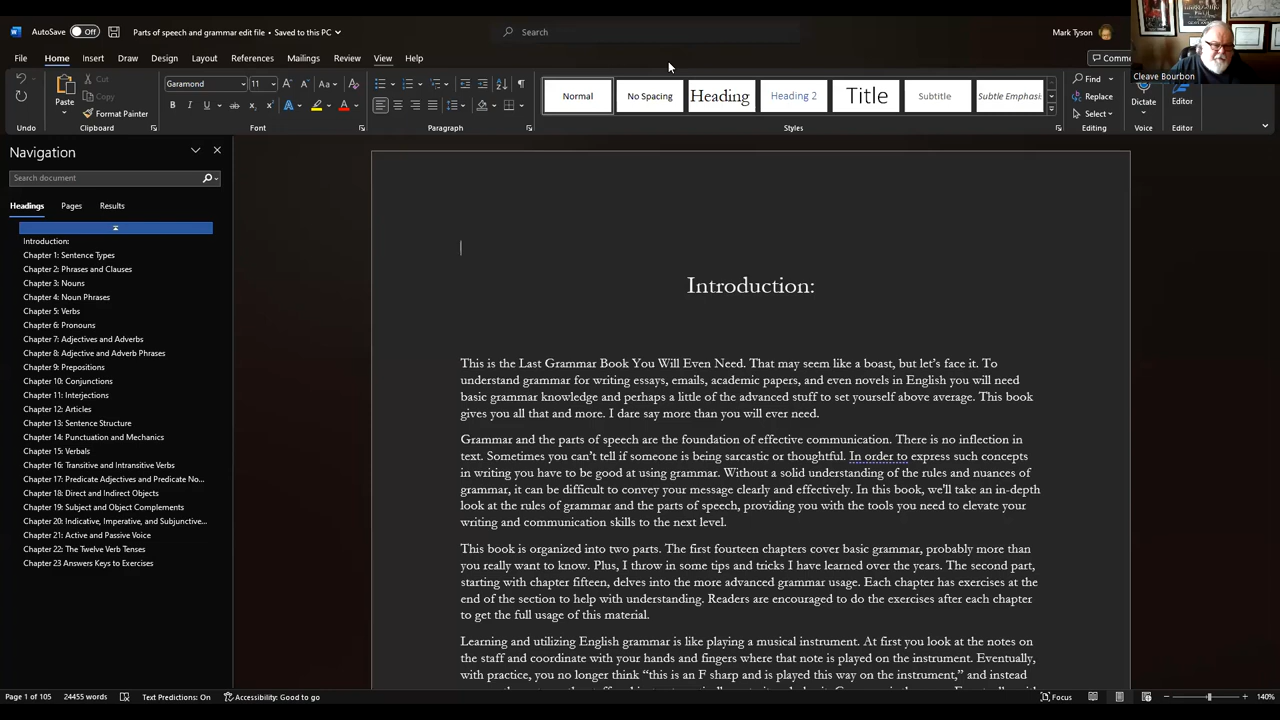 AutoSave Off Parts of speech and grammar edit file • Saved to this PC Search Mark Tyson
File Home Insert Draw Design Layout References Mailings Review View Help Comme
Cleave Bourbon
Paste Cut Copy Format Painter Garamond 11 Normal No Spacing Heading Heading 2 Title Subtitle Subtle Emphasis Find Replace Select Dictate Editor
Undo Clipboard Font Paragraph Styles Editing Voice Editor
Navigation
Search document
Headings Pages Results
Introduction:
Chapter 1: Sentence Types
Chapter 2: Phrases and Clauses
Chapter 3: Nouns
Chapter 4: Noun Phrases
Chapter 5: Verbs
Chapter 6: Pronouns
Chapter 7: Adjectives and Adverbs
Chapter 8: Adjective and Adverb Phrases
Chapter 9: Prepositions
Chapter 10: Conjunctions
Chapter 11: Interjections
Chapter 12: Articles
Chapter 13: Sentence Structure
Chapter 14: Punctuation and Mechanics
Chapter 15: Verbals
Chapter 16: Transitive and Intransitive Verbs
Chapter 17: Predicate Adjectives and Predicate No...
Chapter 18: Direct and Indirect Objects
Chapter 19: Subject and Object Complements
Chapter 20: Indicative, Imperative, and Subjunctive...
Chapter 21: Active and Passive Voice
Chapter 22: The Twelve Verb Tenses
Chapter 23 Answers Keys to Exercises
Introduction:
This is the Last Grammar Book You Will Even Need. That may seem like a boast, but let's face it. To
understand grammar for writing essays, emails, academic papers, and even novels in English you will need
basic grammar knowledge and perhaps a little of the advanced stuff to set yourself above average. This book
gives you all that and more. I dare say more than you will ever need.
Grammar and the parts of speech are the foundation of effective communication. There is no inflection in
text. Sometimes you can't tell if someone is being sarcastic or thoughtful. In order to express such concepts
in writing you have to be good at using grammar. Without a solid understanding of the rules and nuances of
grammar, it can be difficult to convey your message clearly and effectively. In this book, we'll take an in-depth
look at the rules of grammar and the parts of speech, providing you with the tools you need to elevate your
writing and communication skills to the next level.
This book is organized into two parts. The first fourteen chapters cover basic grammar, probably more than
you really want to know. Plus, I throw in some tips and tricks I have learned over the years. The second part,
starting with chapter fifteen, delves into the more advanced grammar usage. Each chapter has exercises at the
end of the section to help with understanding. Readers are encouraged to do the exercises after each chapter
to get the full usage of this material.
Learning and utilizing English grammar is like playing a musical instrument. At first you look at the notes on
the staff and coordinate with your hands and fingers where that note is played on the instrument. Eventually,
with practice, you no longer think “this is an F sharp and is played this way on the instrument,” and instead
Page 1 of 105 24455 words Text Predictions: On Accessibility: Good to go Focus 140%